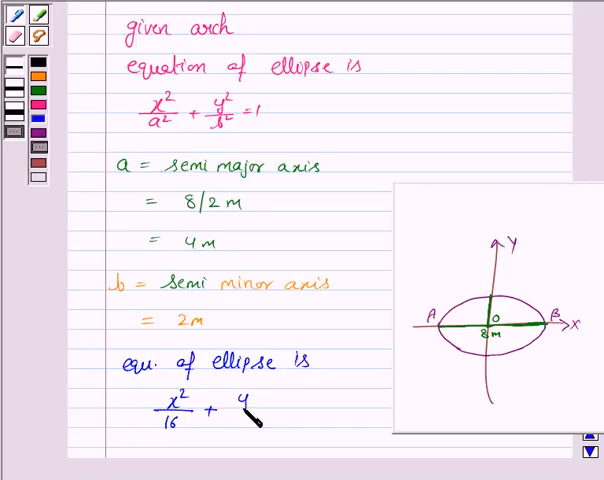 given arch
equation of ellipse is
x²/a² + y²/b² = 1
a = semi major axis
= 8/2 m
= 4 m
b = semi minor axis
= 2m
equ. of ellipse is
x²/16 + y
Y
A O B X
8 m